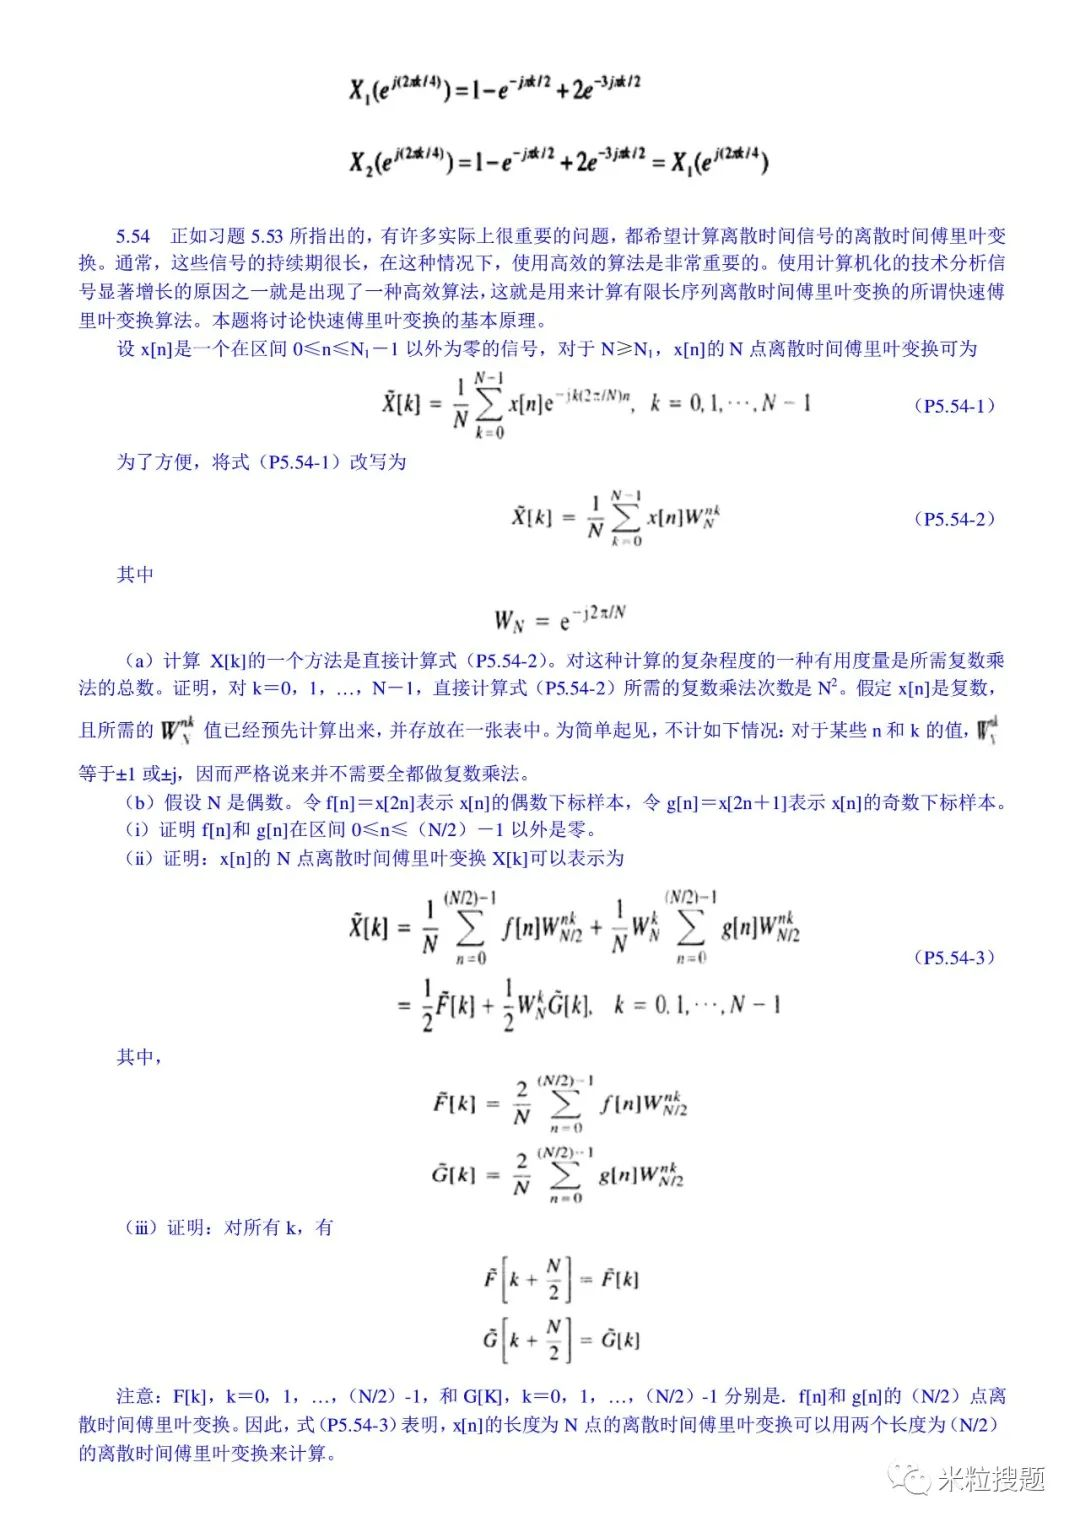 X₁(e^{j(2πk/4)})=1−e^{−jπk/2}+2e^{−3jπk/2}
X₂(e^{j(2πk/4)})=1−e^{−jπk/2}+2e^{−3jπk/2}=X₁(e^{j(2πk/4})
5.54 正如习题 5.53 所指出的，有许多实际上很重要的问题，都希望计算离散时间信号的离散时间傅里叶变
换。通常，这些信号的持续期很长，在这种情况下，使用高效的算法是非常重要的。使用计算机化的技术分析信
号显著增长的原因之一就是出现了一种高效算法，这就是用来计算有限长序列离散时间傅里叶变换的所谓快速傅
里叶变换算法。本题将讨论快速傅里叶变换的基本原理。
设 x[n]是一个在区间 0≤n≤N₁－1 以外为零的信号，对于 N≥N₁，x[n]的 N 点离散时间傅里叶变换可为
X̃[k] = 1/N ∑_{k=0}^{N−1} x[n]e^{−jk(2π/N)n}, k = 0,1,⋯,N−1 （P5.54-1）
为了方便，将式（P5.54-1）改写为
X̃[k] = 1/N ∑_{k=0}^{N−1} x[n]W_N^{nk} （P5.54-2）
其中
W_N = e^{−j2π/N}
（a）计算 X[k]的一个方法是直接计算式（P5.54-2）。对这种计算的复杂程度的一种有用度量是所需复数乘
法的总数。证明，对 k＝0，1，…，N－1，直接计算式（P5.54-2）所需的复数乘法次数是 N²。假定 x[n]是复数，
且所需的 W_N^{nk} 值已经预先计算出来，并存放在一张表中。为简单起见，不计如下情况：对于某些 n 和 k 的值，W_N^{nk}
等于±1 或±j，因而严格说来并不需要全都做复数乘法。
（b）假设 N 是偶数。令 f[n]＝x[2n]表示 x[n]的偶数下标样本，令 g[n]＝x[2n＋1]表示 x[n]的奇数下标样本。
（i）证明 f[n]和 g[n]在区间 0≤n≤（N/2）－1 以外是零。
（ii）证明：x[n]的 N 点离散时间傅里叶变换 X[k]可以表示为
X̃[k] = 1/N ∑_{n=0}^{(N/2)−1} f[n]W_{N/2}^{nk} + 1/N W_N^k ∑_{n=0}^{(N/2)−1} g[n]W_{N/2}^{nk}
（P5.54-3）
= 1/2 F̃[k] + 1/2 W_N^k G̃[k], k = 0,1,⋯,N−1
其中，
F̃[k] = 2/N ∑_{n=0}^{(N/2)−1} f[n]W_{N/2}^{nk}
G̃[k] = 2/N ∑_{n=0}^{(N/2)−1} g[n]W_{N/2}^{nk}
（iii）证明：对所有 k，有
F̃[k + N/2] = F̃[k]
G̃[k + N/2] = G̃[k]
注意：F[k]，k＝0，1，…，（N/2）-1，和 G[K]，k＝0，1，…，（N/2）-1 分别是．f[n]和 g[n]的（N/2）点离
散时间傅里叶变换。因此，式（P5.54-3）表明，x[n]的长度为 N 点的离散时间傅里叶变换可以用两个长度为（N/2）
的离散时间傅里叶变换来计算。
米粒搜题